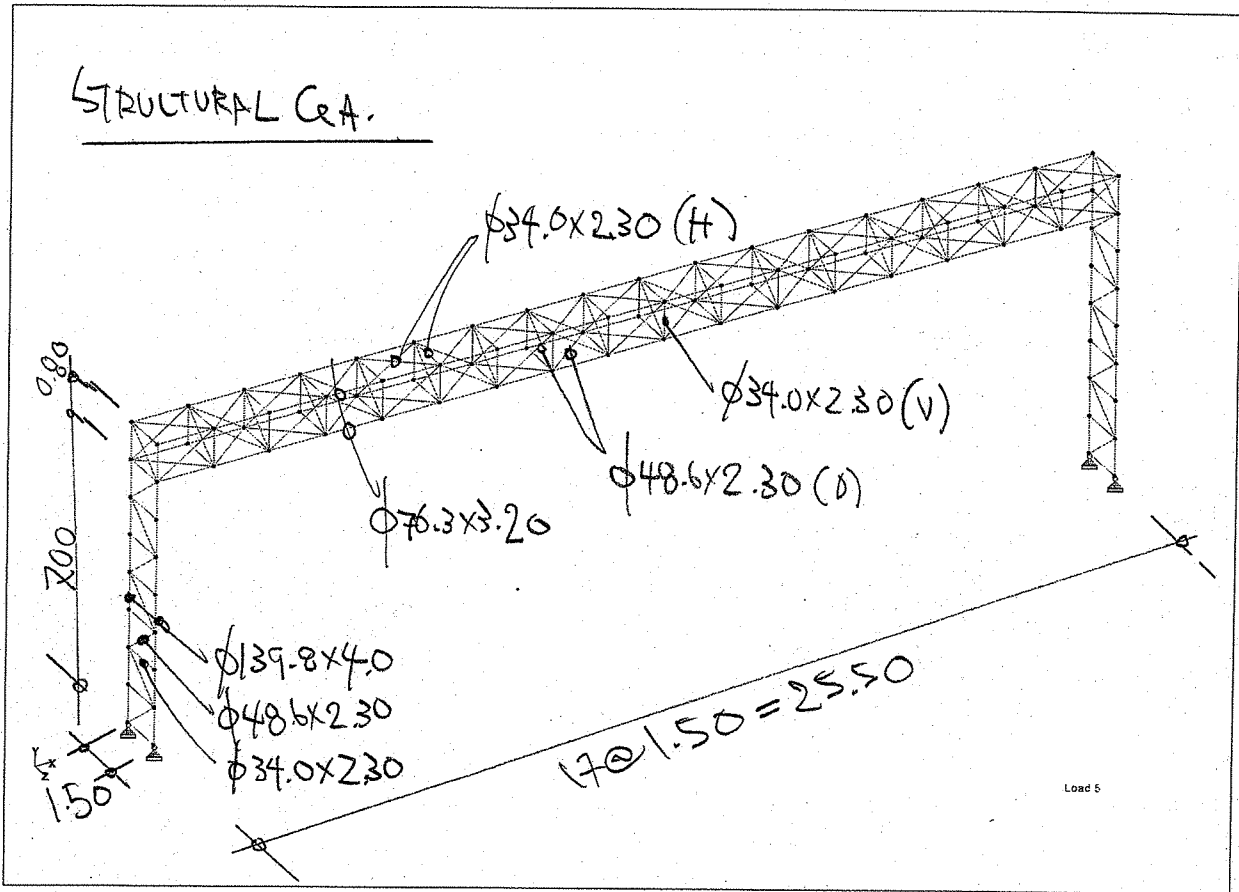 STRUCTURAL C&A.
φ34.0x2.30 (H)
0.80
φ34.0x2.30 (V)
φ48.6x2.30 (D)
φ76.3x3.20
7.00
φ139.8x4.0
φ48.6x2.30
φ34.0x2.30
17@1.50=25.50
Y
X
Z
1.50
Load 5